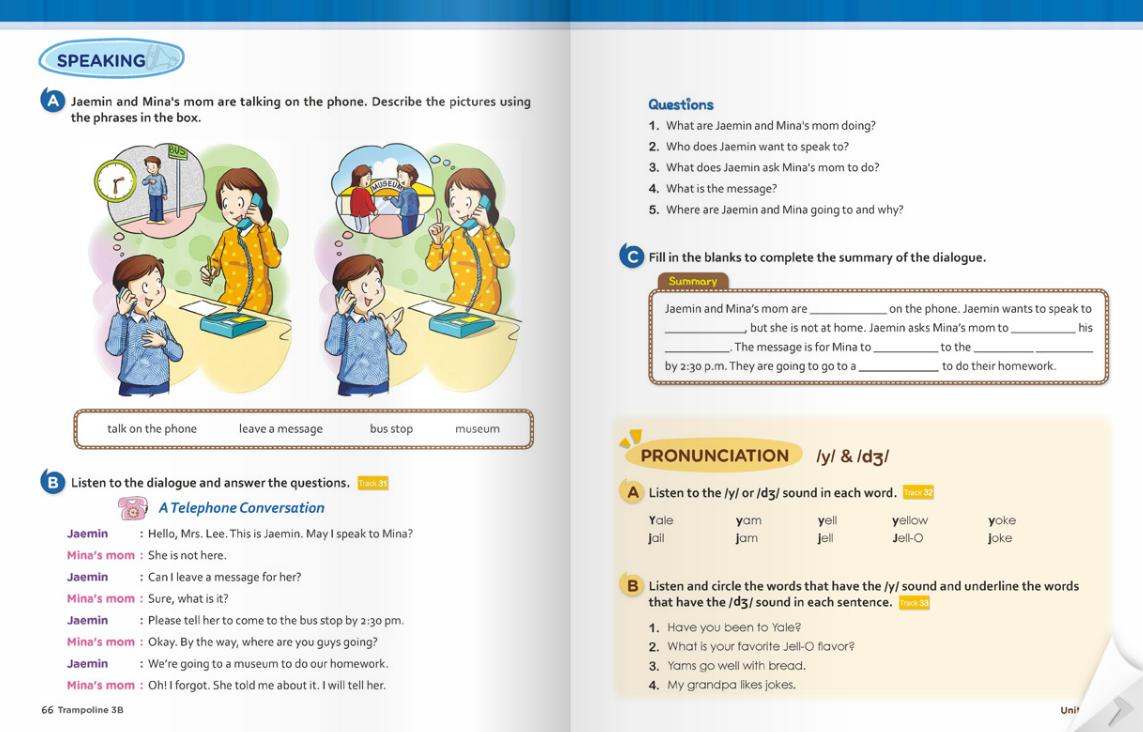 SPEAKING
A Jaemin and Mina's mom are talking on the phone. Describe the pictures using
the phrases in the box.
BUS
MUSEUM
talk on the phone leave a message bus stop museum
B Listen to the dialogue and answer the questions. Track 31
A Telephone Conversation
Jaemin : Hello, Mrs. Lee. This is Jaemin. May I speak to Mina?
Mina's mom : She is not here.
Jaemin : Can I leave a message for her?
Mina's mom : Sure, what is it?
Jaemin : Please tell her to come to the bus stop by 2:30 pm.
Mina's mom : Okay. By the way, where are you guys going?
Jaemin : We're going to a museum to do our homework.
Mina's mom : Oh! I forgot. She told me about it. I will tell her.
66 Trampoline 3B
Questions
1. What are Jaemin and Mina's mom doing?
2. Who does Jaemin want to speak to?
3. What does Jaemin ask Mina's mom to do?
4. What is the message?
5. Where are Jaemin and Mina going to and why?
C Fill in the blanks to complete the summary of the dialogue.
Summary
Jaemin and Mina's mom are ____________ on the phone. Jaemin wants to speak to
____________, but she is not at home. Jaemin asks Mina's mom to __________ his
__________. The message is for Mina to __________ to the __________ __________
by 2:30 p.m. They are going to go to a ____________ to do their homework.
PRONUNCIATION /y/ & /dʒ/
A Listen to the /y/ or /dʒ/ sound in each word. Track 32
Yale yam yell yellow yoke
jail jam jell Jell-O joke
B Listen and circle the words that have the /y/ sound and underline the words
that have the /dʒ/ sound in each sentence. Track 33
1. Have you been to Yale?
2. What is your favorite Jell-O flavor?
3. Yams go well with bread.
4. My grandpa likes jokes.
Unit